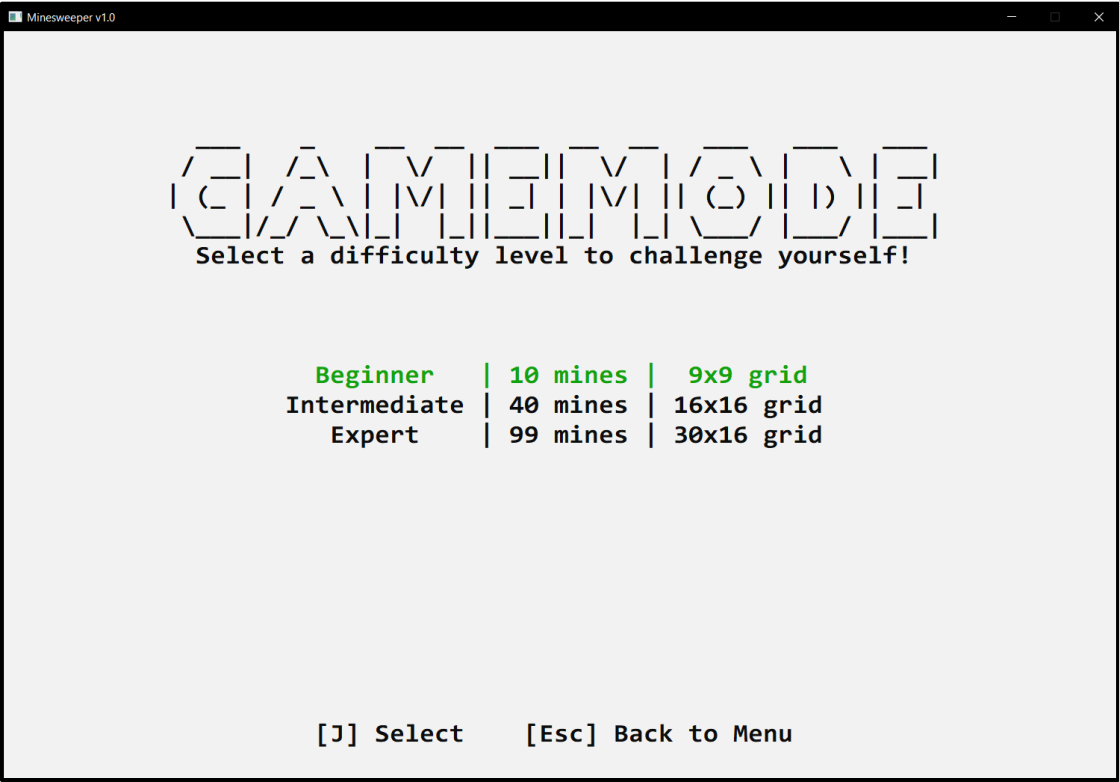 Minesweeper v1.0
GAMEMODE
Select a difficulty level to challenge yourself!
Beginner | 10 mines | 9x9 grid
Intermediate | 40 mines | 16x16 grid
Expert | 99 mines | 30x16 grid
[J] Select [Esc] Back to Menu